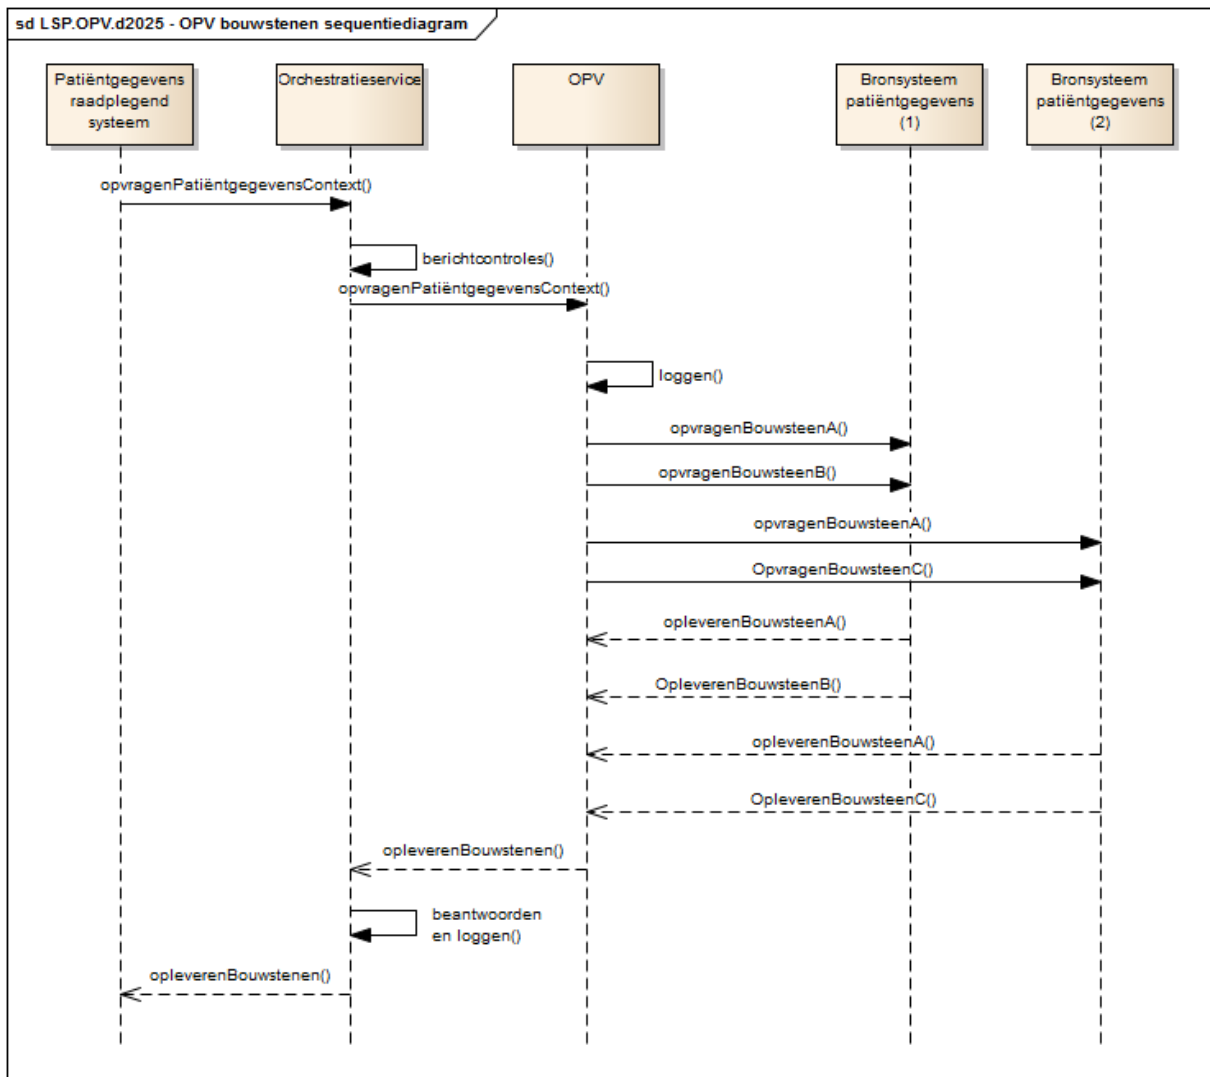 sd LSP.OPV.d2025 - OPV bouwstenen sequentiediagram
Patiëntgegevens
raadplegend
systeem
Orchestratieservice
OPV
Bronsysteem
patiëntgegevens
(1)
Bronsysteem
patiëntgegevens
(2)
opvragenPatiëntgegevensContext()
berichtcontroles()
opvragenPatiëntgegevensContext()
loggen()
opvragenBouwsteenA()
opvragenBouwsteenB()
opvragenBouwsteenA()
OpvragenBouwsteenC()
opleverenBouwsteenA()
OpleverenBouwsteenB()
opleverenBouwsteenA()
OpleverenBouwsteenC()
opleverenBouwstenen()
beantwoorden
en loggen()
opleverenBouwstenen()